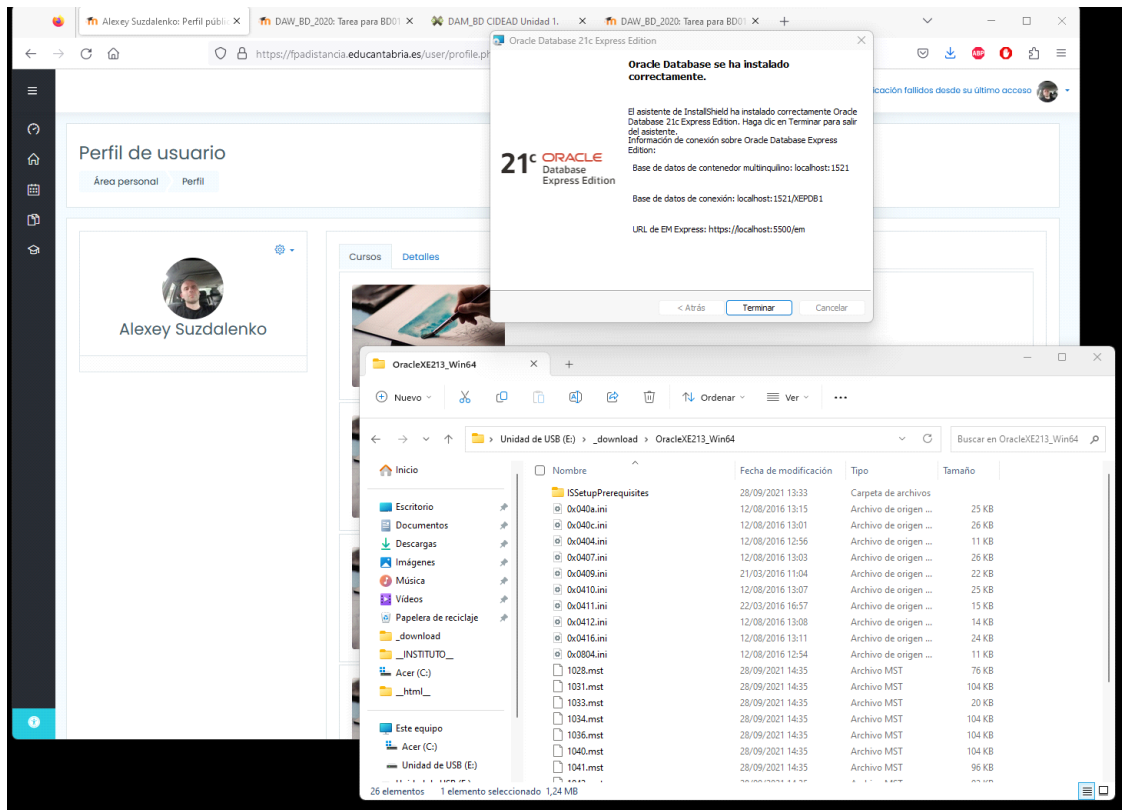 Alexey Suzdalenko: Perfil públic
DAW_BD_2020: Tarea para BD01
DAM_BD CIDEAD Unidad 1.
DAW_BD_2020: Tarea para BD01
https://fpadistancia.educantabria.es/user/profile.ph
ABP
icación fallidos desde su último acceso
Perfil de usuario
Área personal Perfil
Alexey Suzdalenko
Cursos Detalles
Oracle Database 21c Express Edition
Oracle Database se ha instalado
correctamente.
El asistente de InstallShield ha instalado correctamente Oracle
Database 21c Express Edition. Haga clic en Terminar para salir
del asistente.
Información de conexión sobre Oracle Database Express
Edition:
Base de datos de contenedor multinquilino: localhost:1521
Base de datos de conexión: localhost:1521/XEPDB1
URL de EM Express: https://localhost:5500/em
21c ORACLE
Database
Express Edition
< Atrás Terminar Cancelar
OracleXE213_Win64
Nuevo Ordenar Ver
Unidad de USB (E:) > _download > OracleXE213_Win64
Buscar en OracleXE213_Win64
Inicio
Escritorio
Documentos
Descargas
Imágenes
Música
Vídeos
Papelera de reciclaje
_download
__INSTITUTO__
Acer (C:)
__html__
Este equipo
Acer (C:)
Unidad de USB (E:)
Nombre Fecha de modificación Tipo Tamaño
ISSetupPrerequisites 28/09/2021 13:33 Carpeta de archivos
0x040a.ini 12/08/2016 13:15 Archivo de origen ... 25 KB
0x040c.ini 12/08/2016 13:01 Archivo de origen ... 26 KB
0x0404.ini 12/08/2016 12:56 Archivo de origen ... 11 KB
0x0407.ini 12/08/2016 13:03 Archivo de origen ... 26 KB
0x0409.ini 21/03/2016 11:04 Archivo de origen ... 22 KB
0x0410.ini 12/08/2016 13:07 Archivo de origen ... 25 KB
0x0411.ini 22/03/2016 16:57 Archivo de origen ... 15 KB
0x0412.ini 12/08/2016 13:08 Archivo de origen ... 14 KB
0x0416.ini 12/08/2016 13:11 Archivo de origen ... 24 KB
0x0804.ini 12/08/2016 12:54 Archivo de origen ... 11 KB
1028.mst 28/09/2021 14:35 Archivo MST 76 KB
1031.mst 28/09/2021 14:35 Archivo MST 104 KB
1033.mst 28/09/2021 14:35 Archivo MST 20 KB
1034.mst 28/09/2021 14:35 Archivo MST 104 KB
1036.mst 28/09/2021 14:35 Archivo MST 104 KB
1040.mst 28/09/2021 14:35 Archivo MST 104 KB
1041.mst 28/09/2021 14:35 Archivo MST 96 KB
26 elementos 1 elemento seleccionado 1,24 MB